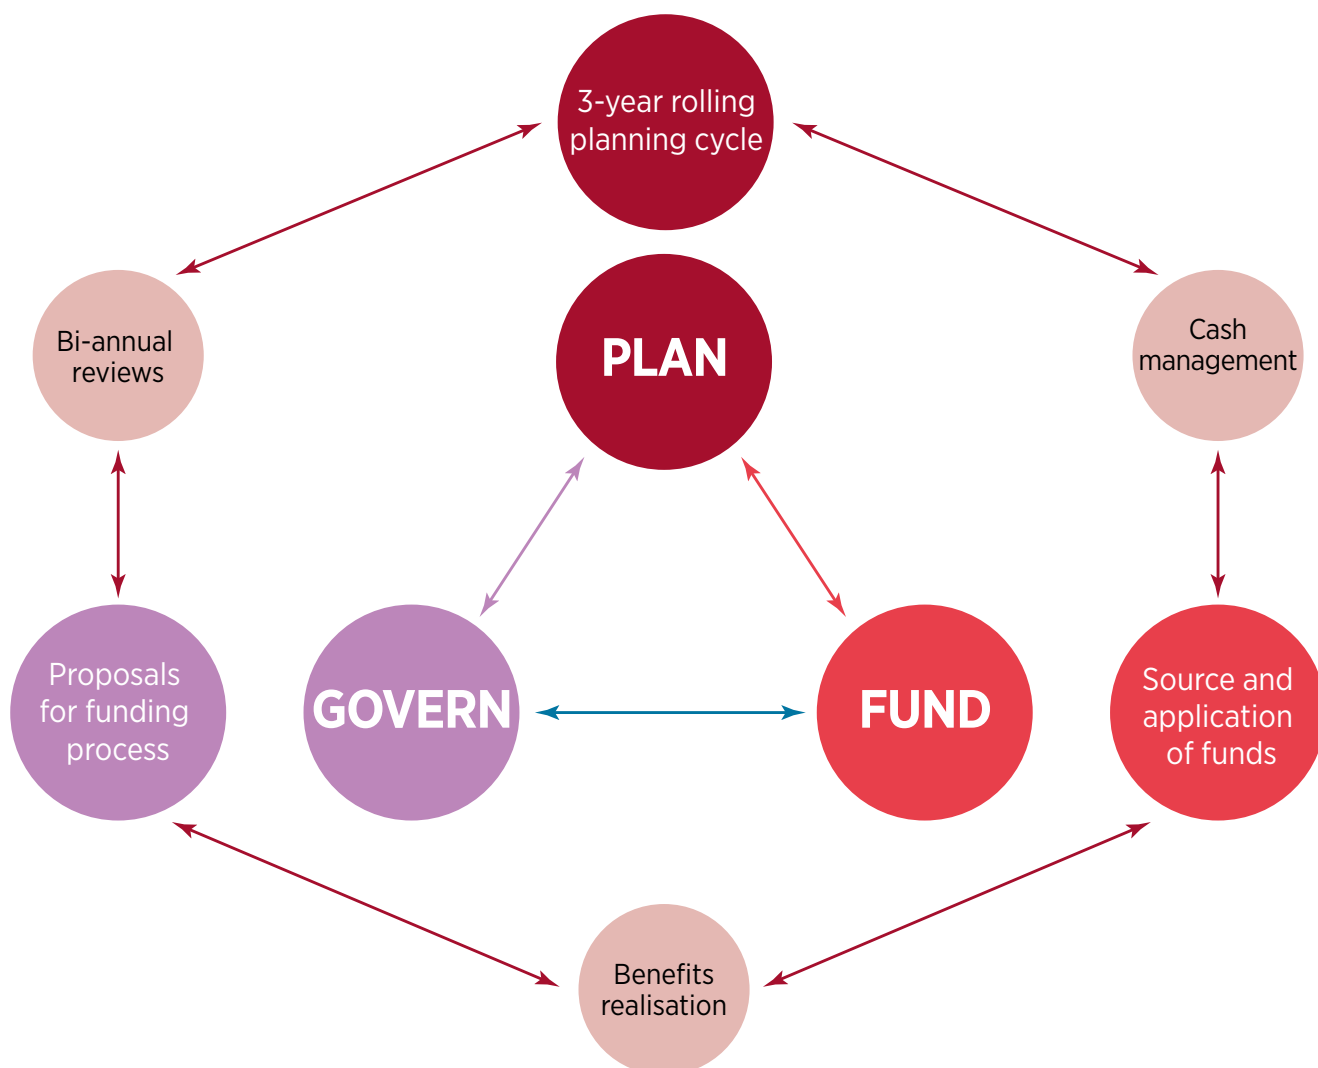 3-year rolling
planning cycle
Bi-annual
reviews
PLAN
Cash
management
Proposals
for funding
process
GOVERN
FUND
Source and
application
of funds
Benefits
realisation